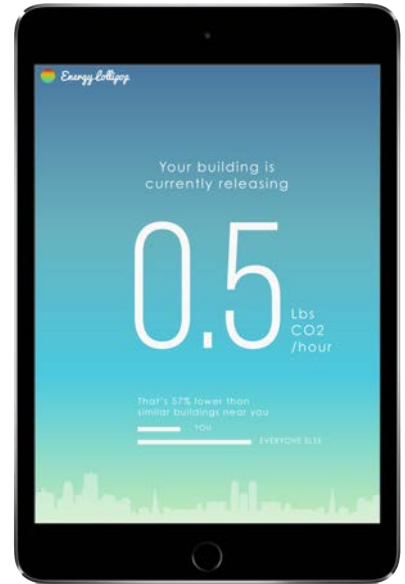 Energy Lollipop
Your building is
currently releasing
0.5
Lbs
CO2
/hour
That's 57% lower than
similar buildings near you
YOU
EVERYONE ELSE